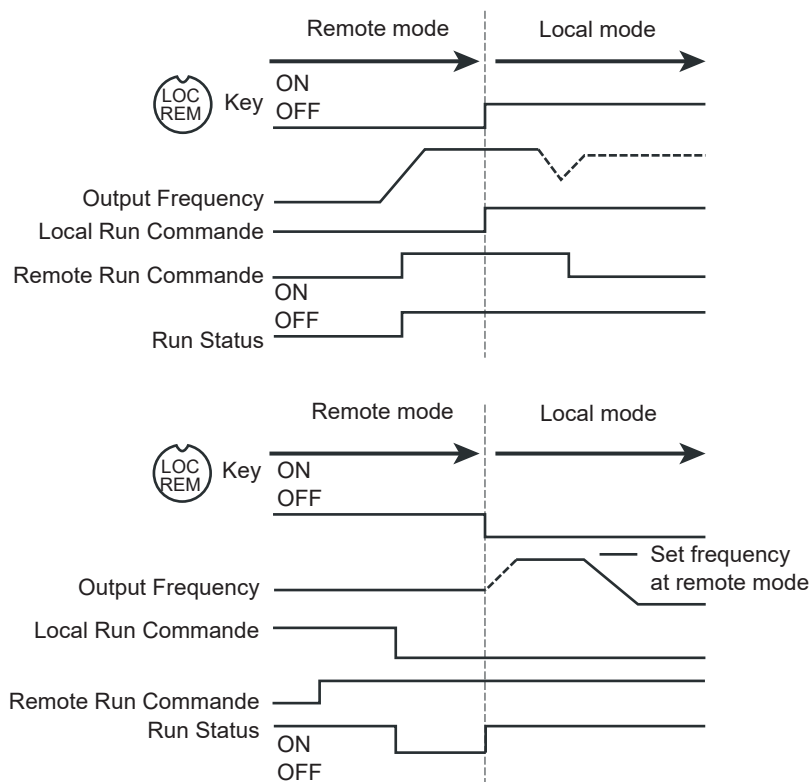 Remote mode
Local mode
LOC
REM
Key
ON
OFF
Output Frequency
Local Run Commande
Remote Run Commande
ON
OFF
Run Status
Remote mode
Local mode
LOC
REM
Key
ON
OFF
Output Frequency
Set frequency
at remote mode
Local Run Commande
Remote Run Commande
Run Status
ON
OFF